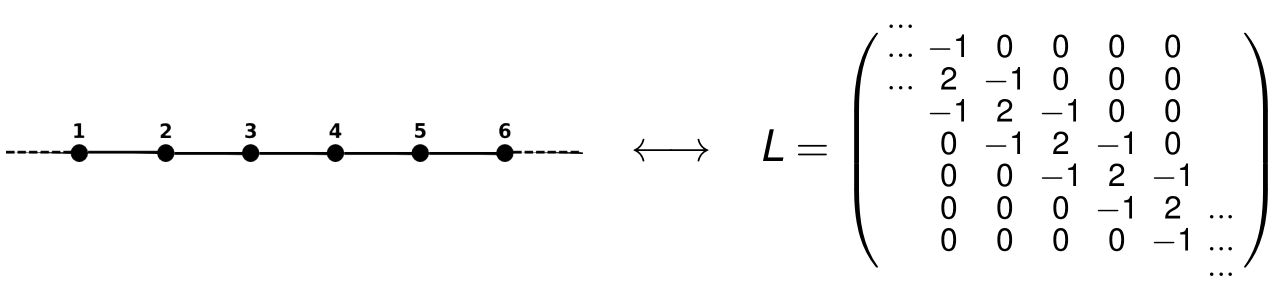 1 2 3 4 5 6
⟷ L =
...
... −1 0 0 0 0
... 2 −1 0 0 0
−1 2 −1 0 0
0 −1 2 −1 0
0 0 −1 2 −1
0 0 0 −1 2 ...
0 0 0 0 −1 ...
...